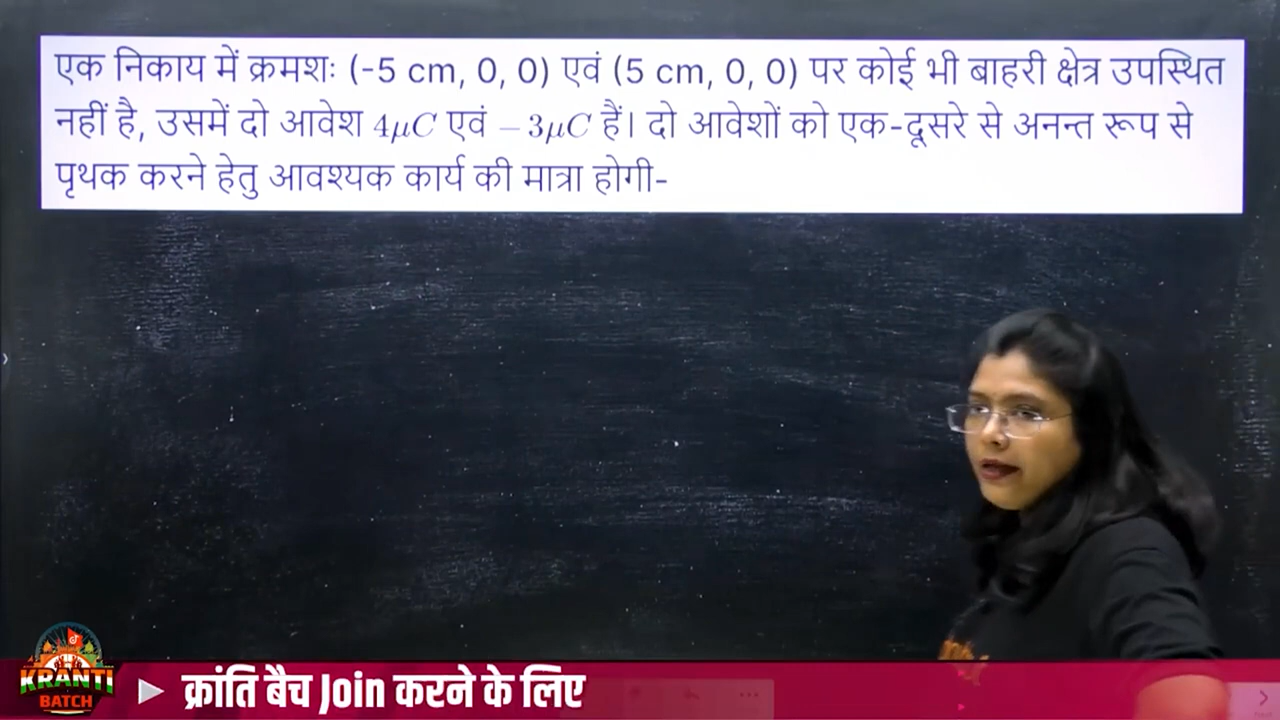 एक निकाय में क्रमशः (-5 cm, 0, 0) एवं (5 cm, 0, 0) पर कोई भी बाहरी क्षेत्र उपस्थित
नहीं है, उसमें दो आवेश 4μC एवं – 3μC हैं। दो आवेशों को एक-दूसरे से अनन्त रूप से
पृथक करने हेतु आवश्यक कार्य की मात्रा होगी-
KRANTI
BATCH
क्रांति बैच Join करने के लिए